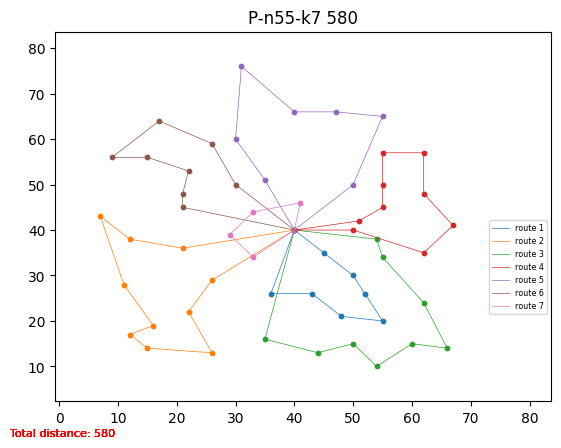 P-n55-k7 580
80
70
60
50
40
30
20
10
0 10 20 30 40 50 60 70 80
route 1
route 2
route 3
route 4
route 5
route 6
route 7
Total distance: 580